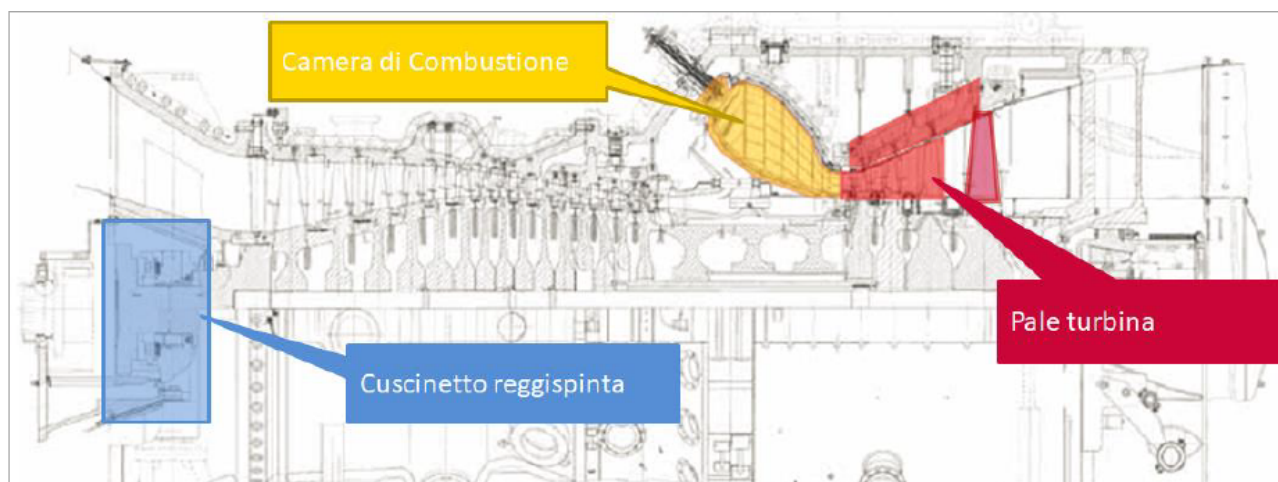 Camera di Combustione
Pale turbina
Cuscinetto reggispinta